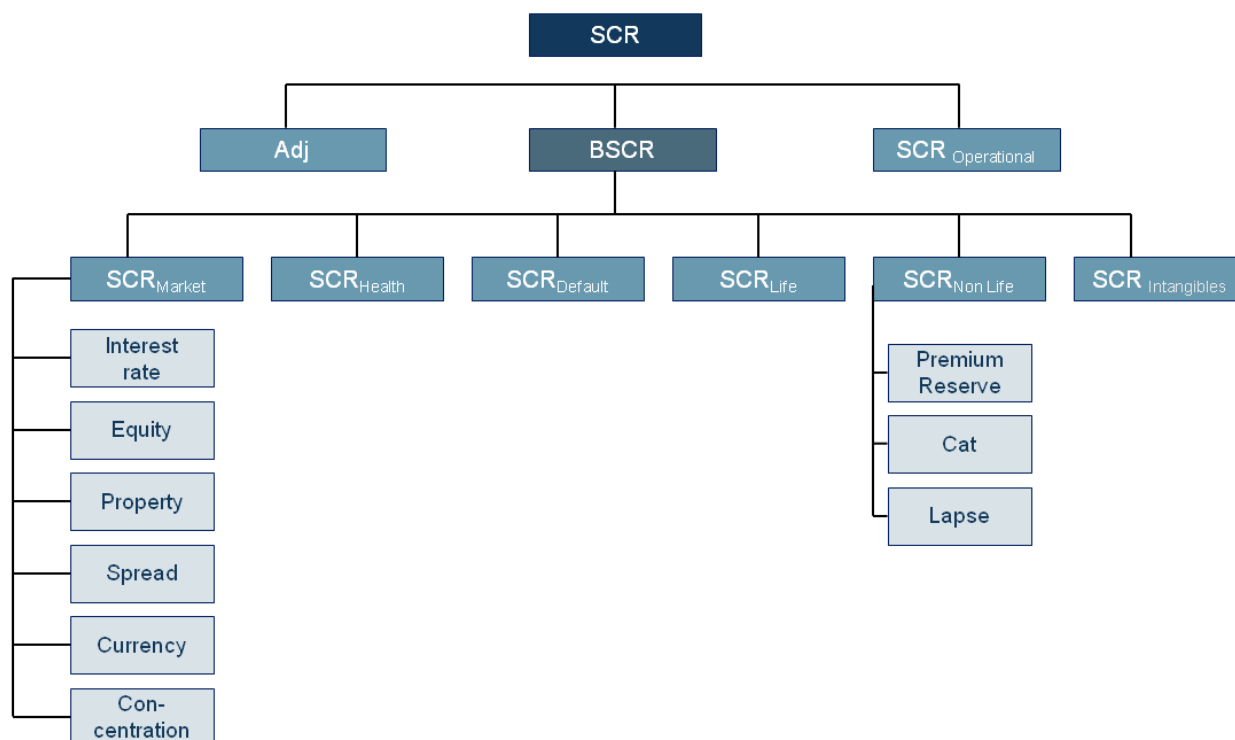 SCR
Adj
BSCR
SCR Operational
SCRMarket
SCRHealth
SCRDefault
SCRLife
SCRNon Life
SCR Intangibles
Interest
rate
Equity
Property
Spread
Currency
Con-
centration
Premium
Reserve
Cat
Lapse